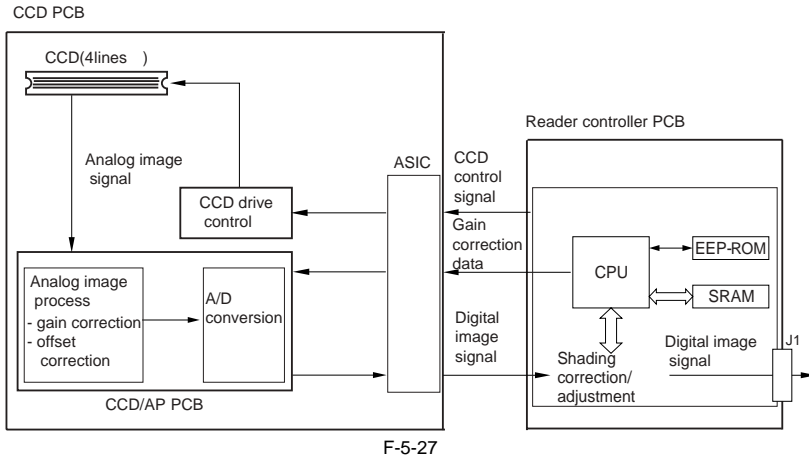 CCD PCB
CCD(4lines )
Analog image
signal
CCD drive
control
ASIC
Analog image
process
- gain correction
- offset
correction
A/D
conversion
CCD/AP PCB
CCD
control
signal
Gain
correction
data
Digital
image
signal
Reader controller PCB
CPU
EEP-ROM
SRAM
Shading
correction/
adjustment
Digital image
signal
J1
F-5-27